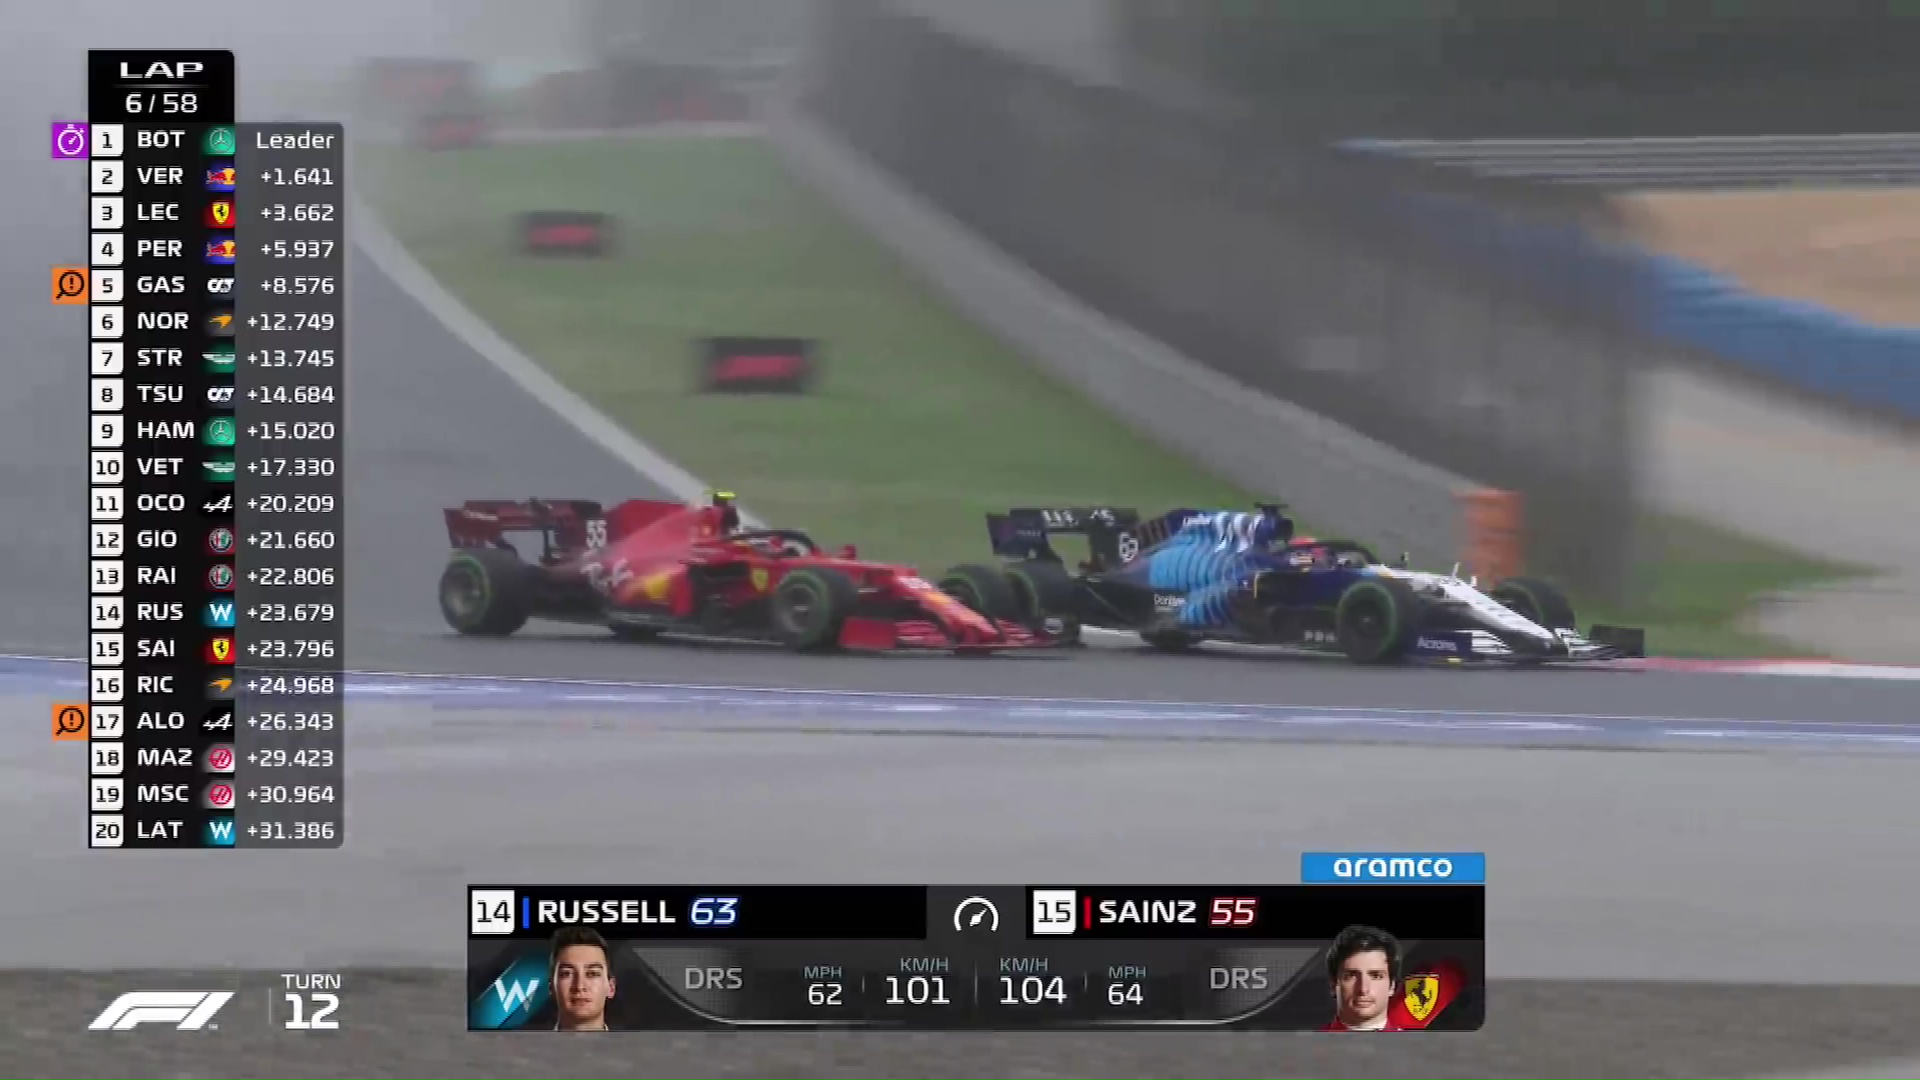 LAP
6 / 58
1 BOT Leader
2 VER +1.641
3 LEC +3.662
4 PER +5.937
5 GAS +8.576
6 NOR +12.749
7 STR +13.745
8 TSU +14.684
9 HAM +15.020
10 VET +17.330
11 OCO +20.209
12 GIO +21.660
13 RAI +22.806
14 RUS W +23.679
15 SAI +23.796
16 RIC +24.968
17 ALO +26.343
18 MAZ +29.423
19 MSC +30.964
20 LAT W +31.386
55
63
Acronis
aramco
14 RUSSELL 63
15 SAINZ 55
W DRS MPH 62 KM/H 101 KM/H 104 MPH 64 DRS
F1 TURN 12